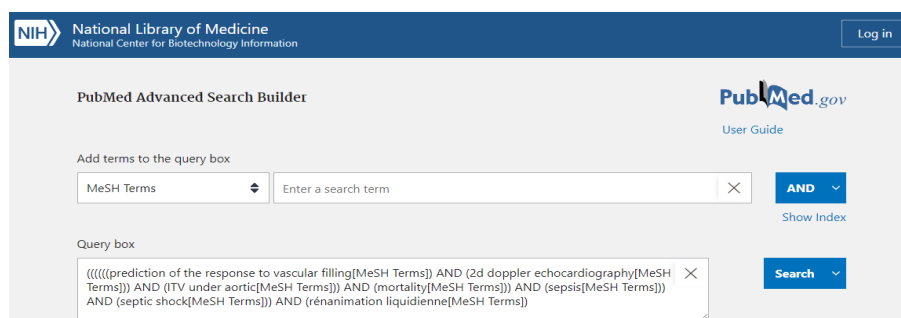 NIH National Library of Medicine
National Center for Biotechnology Information
Log in
PubMed Advanced Search Builder
PubMed.gov
User Guide
Add terms to the query box
MeSH Terms
Enter a search term
AND
Show Index
Query box
((((((prediction of the response to vascular filling[MeSH Terms]) AND (2d doppler echocardiography[MeSH
Terms])) AND (ITV under aortic[MeSH Terms])) AND (mortality[MeSH Terms])) AND (sepsis[MeSH Terms]))
AND (septic shock[MeSH Terms])) AND (rénanimation liquidienne[MeSH Terms])
Search